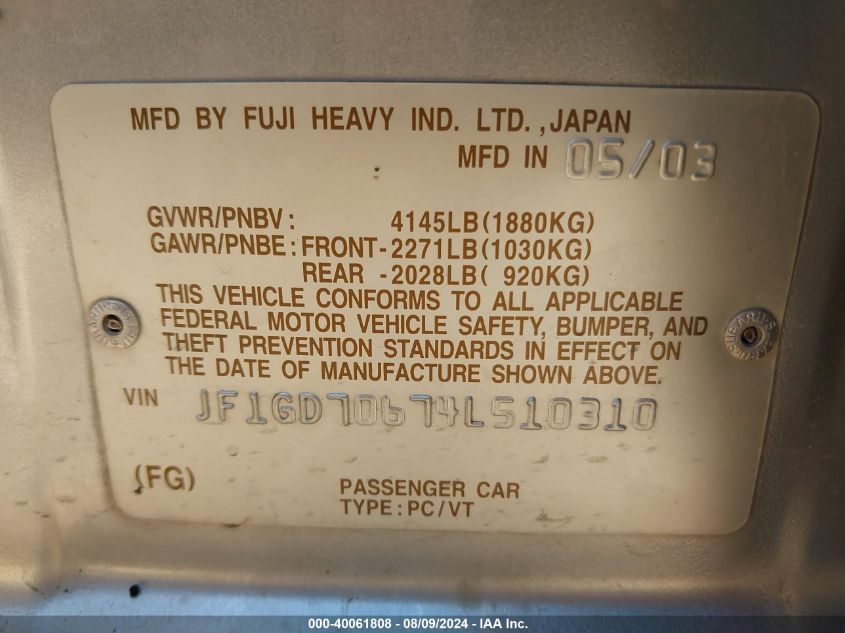 MFD BY FUJI HEAVY IND. LTD.,JAPAN
MFD IN 05/03
GVWR/PNBV: 4145LB(1880KG)
GAWR/PNBE: FRONT-2271LB(1030KG)
REAR -2028LB( 920KG)
THIS VEHICLE CONFORMS TO ALL APPLICABLE
FEDERAL MOTOR VEHICLE SAFETY, BUMPER, AND
THEFT PREVENTION STANDARDS IN EFFECT ON
THE DATE OF MANUFACTURE SHOWN ABOVE.
VIN JF1GD70674L510310
(FG) PASSENGER CAR
TYPE:PC/VT
000-40061808 - 08/09/2024 - IAA Inc.